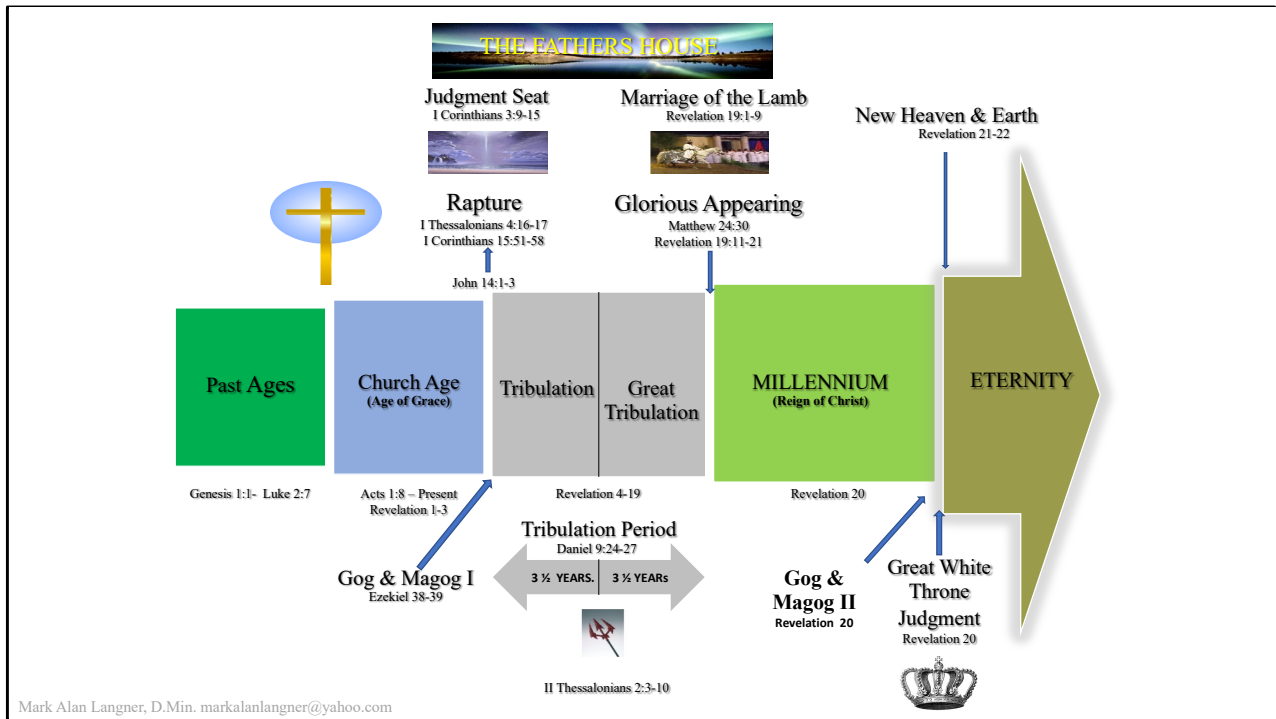 THE FATHERS HOUSE
Judgment Seat
I Corinthians 3:9-15
Marriage of the Lamb
Revelation 19:1-9
New Heaven & Earth
Revelation 21-22
Rapture
I Thessalonians 4:16-17
I Corinthians 15:51-58
Glorious Appearing
Matthew 24:30
Revelation 19:11-21
John 14:1-3
Past Ages
Church Age
(Age of Grace)
Tribulation
Great
Tribulation
MILLENNIUM
(Reign of Christ)
ETERNITY
Genesis 1:1- Luke 2:7
Acts 1:8 – Present
Revelation 1-3
Revelation 4-19
Revelation 20
Tribulation Period
Daniel 9:24-27
3 ½ YEARS.
3 ½ YEARs
Gog & Magog I
Ezekiel 38-39
Gog &
Magog II
Revelation 20
Great White
Throne
Judgment
Revelation 20
II Thessalonians 2:3-10
Mark Alan Langner, D.Min. markalanlangner@yahoo.com